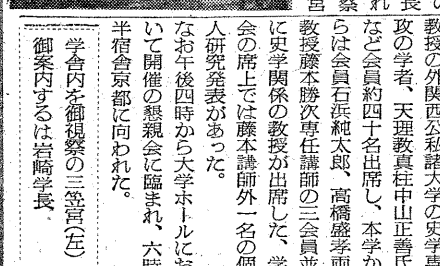 教授の外関西公私諸大学の史学専
攻の学者、天理教真柱中山正善氏
など会員約四十名出席し、本学か
らは会員石浜純太郎、高橋盛孝両
教授藤本勝次専任講師の三会員並
に史学関係の教授が出席した、学
会の席上では藤本講師外一名の個
人研究発表があった。
なお午後四時から大学ホールにお
いて開催の懇親会に臨まれ、六時
半宿舎京都に向われた。
学舎内を御視察の三笠宮(左)
御案内するは岩崎学長